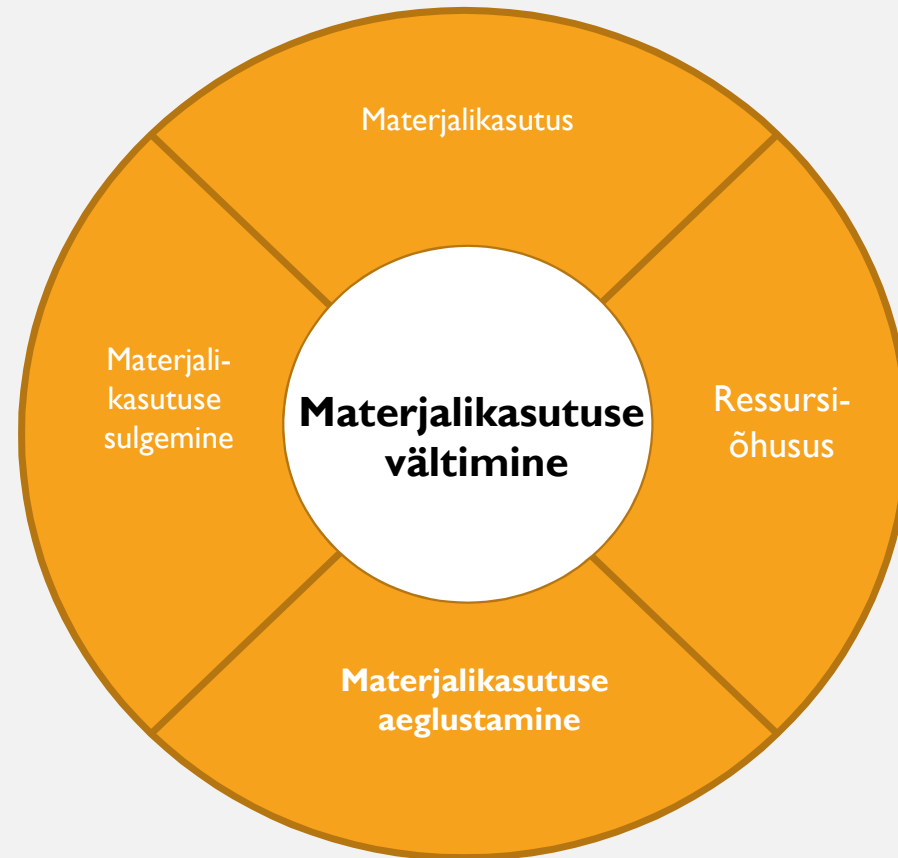 Materjalikasutus
Materjali-
kasutuse
sulgemine
Materjalikasutuse
vältimine
Ressursi-
õhusus
Materjalikasutuse
aeglustamine